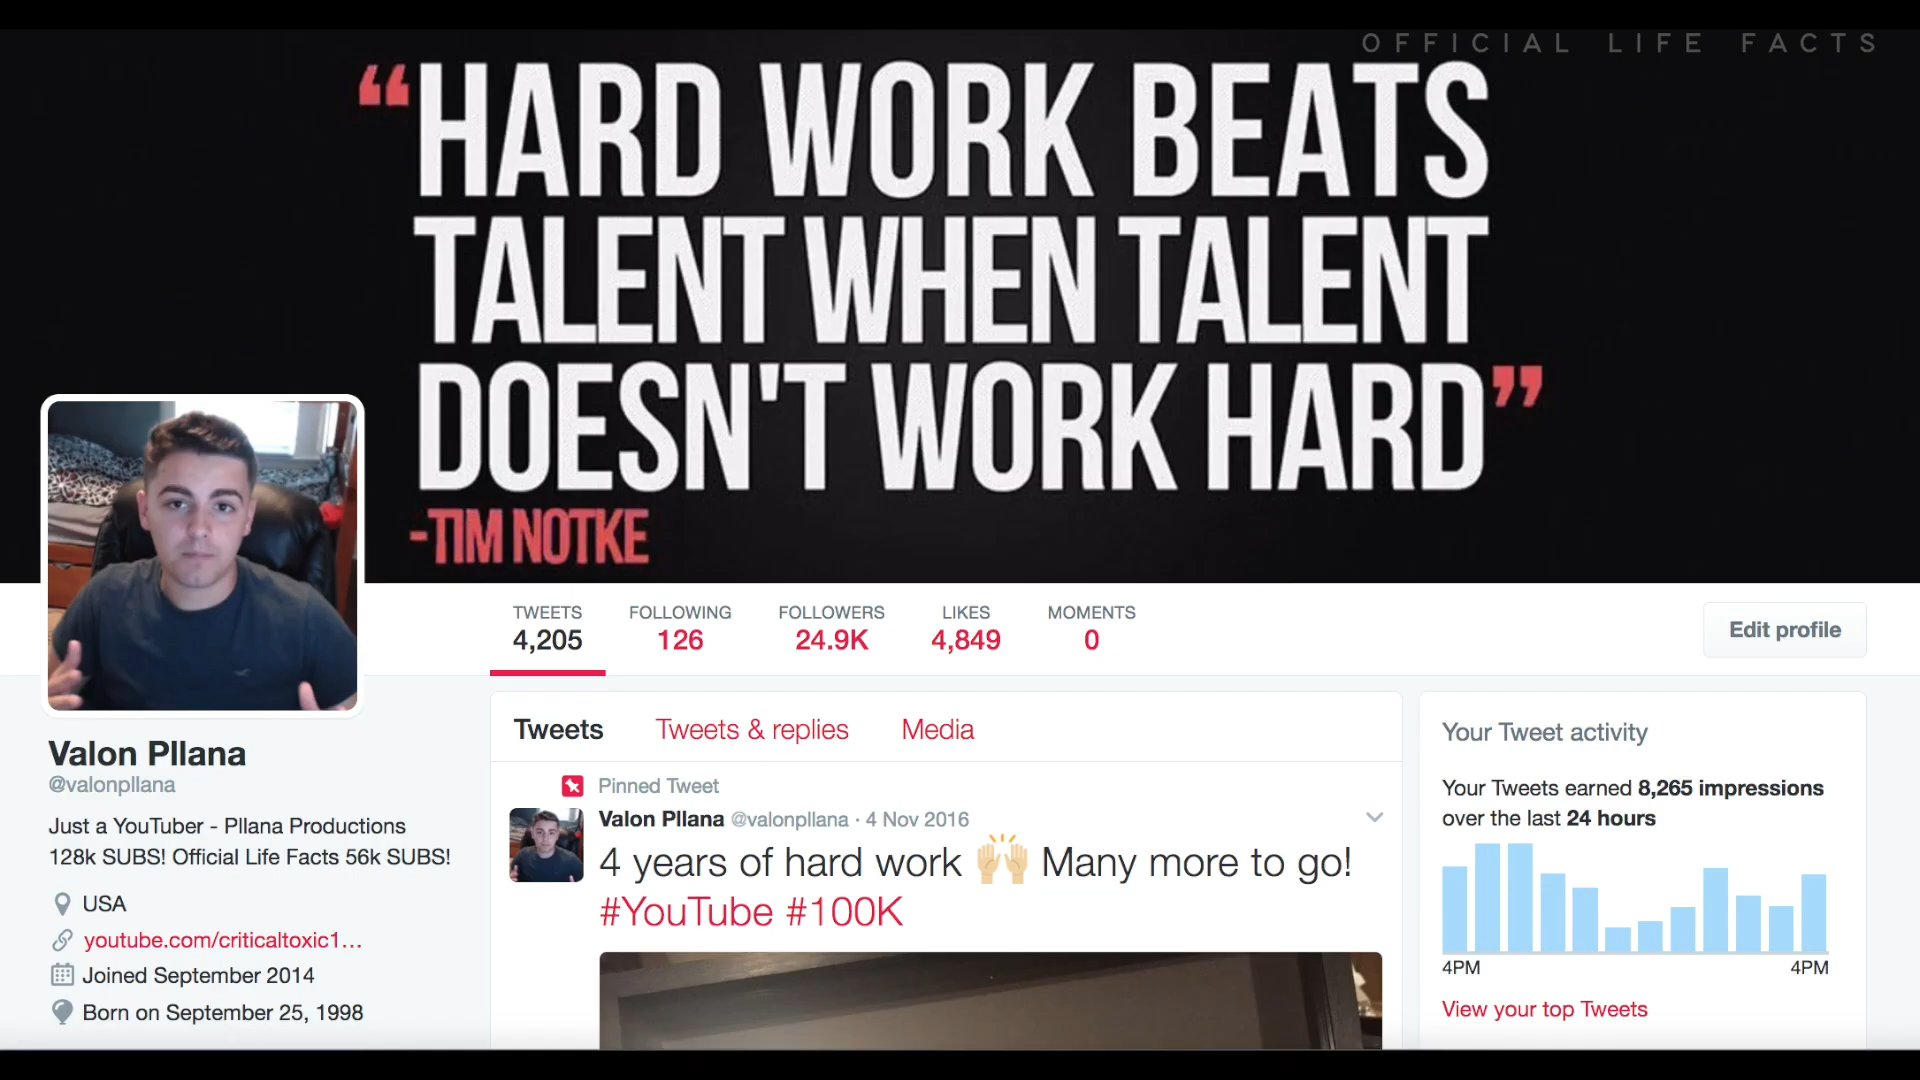 OFFICIAL LIFE FACTS
“HARD WORK BEATS
TALENT WHEN TALENT
DOESN'T WORK HARD”
-TIM NOTKE
TWEETS
4,205
FOLLOWING
126
FOLLOWERS
24.9K
LIKES
4,849
MOMENTS
0
Edit profile
Valon Pllana
@valonpllana
Just a YouTuber - Pllana Productions
128k SUBS! Official Life Facts 56k SUBS!
USA
youtube.com/criticaltoxic1...
Joined September 2014
Born on September 25, 1998
Tweets
Tweets & replies
Media
Pinned Tweet
Valon Pllana @valonpllana · 4 Nov 2016
4 years of hard work 🙌🏼 Many more to go!
#YouTube #100K
Your Tweet activity
Your Tweets earned 8,265 impressions
over the last 24 hours
4PM
4PM
View your top Tweets